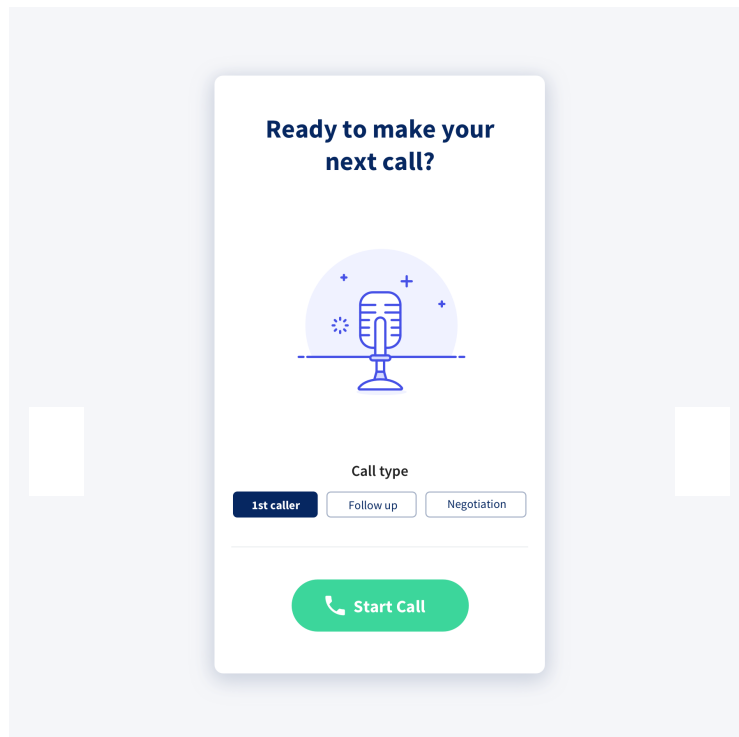 Ready to make your
next call?
Call type
1st caller
Follow up
Negotiation
Start Call